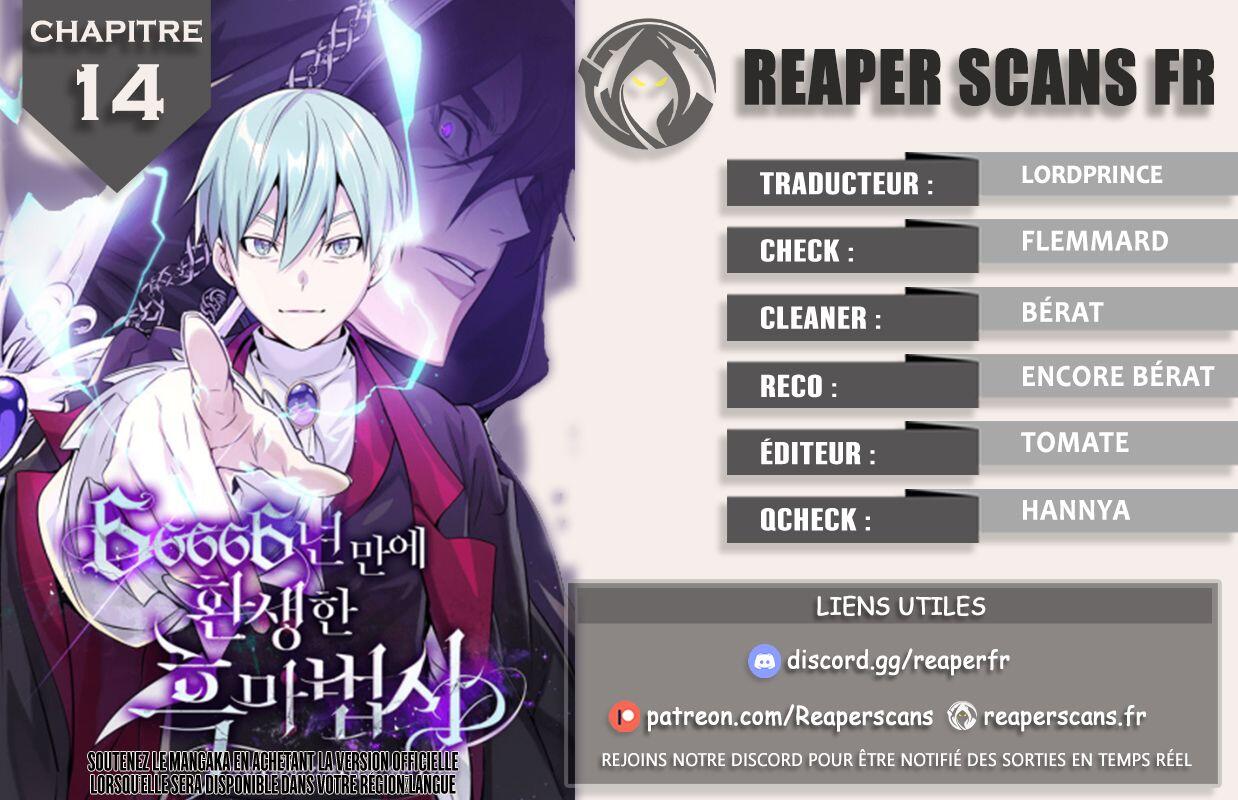 CHAPITRE
14
66666년 만에
환생한
흑마법사
SOUTENEZ LE MANGAKA EN ACHETANT LA VERSION OFFICIELLE
LORSQU'ELLE SERA DISPONIBLE DANS VOTRE REGION/LANGUE
REAPER SCANS FR
TRADUCTEUR : LORDPRINCE
CHECK : FLEMMARD
CLEANER : BÉRAT
RECO : ENCORE BÉRAT
ÉDITEUR : TOMATE
QCHECK : HANNYA
LIENS UTILES
discord.gg/reaperfr
patreon.com/Reaperscans reaperscans.fr
REJOINS NOTRE DISCORD POUR ÊTRE NOTIFIÉ DES SORTIES EN TEMPS RÉEL